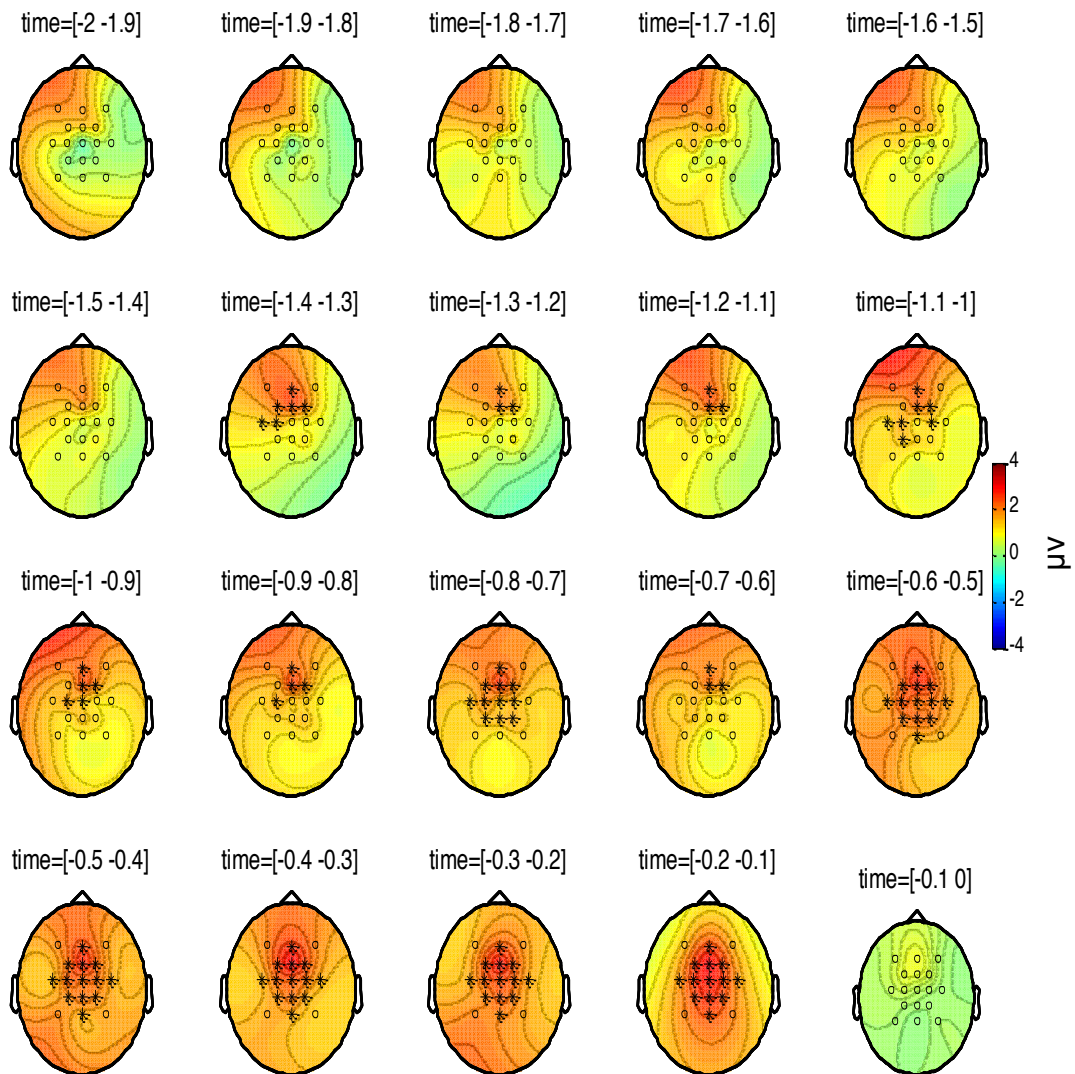 time=[-2 -1.9]
time=[-1.9 -1.8]
time=[-1.8 -1.7]
time=[-1.7 -1.6]
time=[-1.6 -1.5]
time=[-1.5 -1.4]
time=[-1.4 -1.3]
time=[-1.3 -1.2]
time=[-1.2 -1.1]
time=[-1.1 -1]
4
2
0
-2
-4
µv
time=[-1 -0.9]
time=[-0.9 -0.8]
time=[-0.8 -0.7]
time=[-0.7 -0.6]
time=[-0.6 -0.5]
time=[-0.5 -0.4]
time=[-0.4 -0.3]
time=[-0.3 -0.2]
time=[-0.2 -0.1]
time=[-0.1 0]